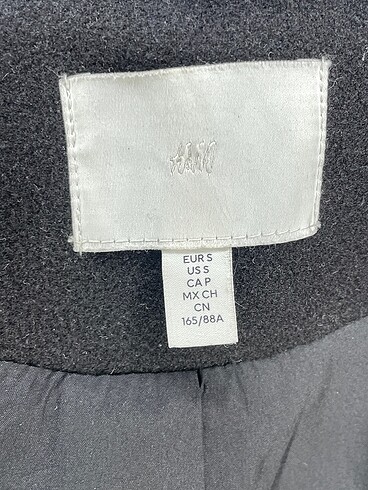 H&M
EUR S
US S
CA P
MX CH
CN
165/88A